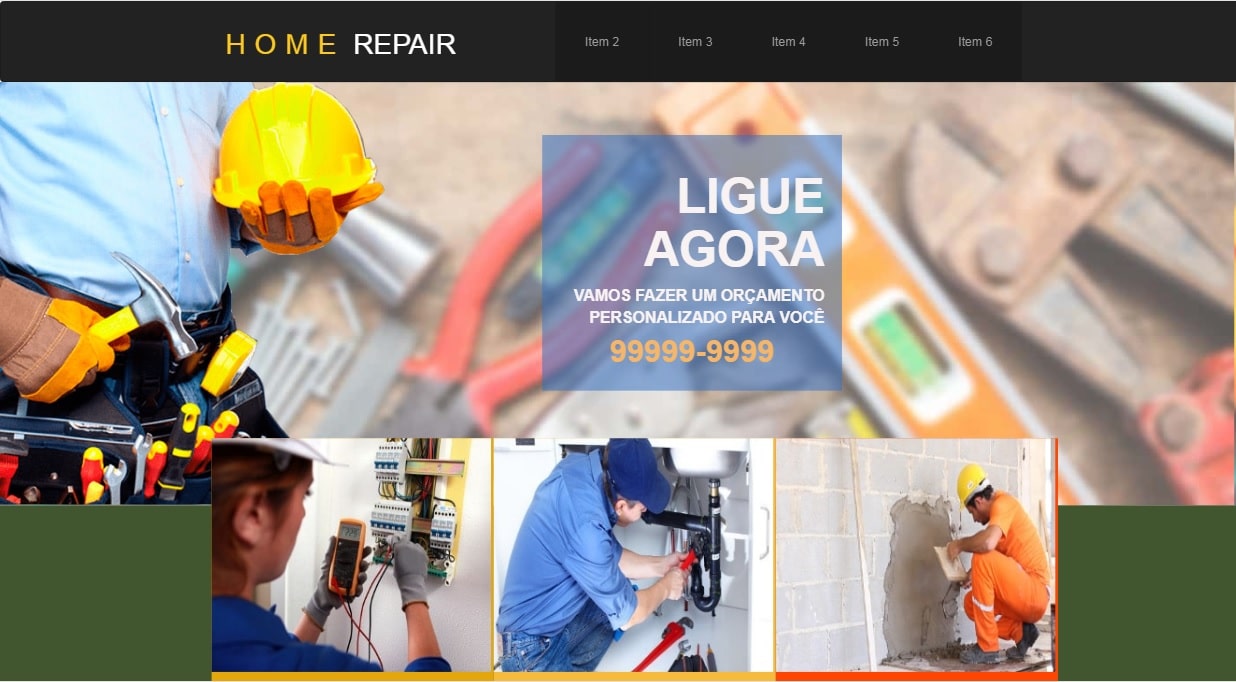 HOME REPAIR
Item 2 Item 3 Item 4 Item 5 Item 6
LIGUE
AGORA
VAMOS FAZER UM ORÇAMENTO
PERSONALIZADO PARA VOCÊ
99999-9999